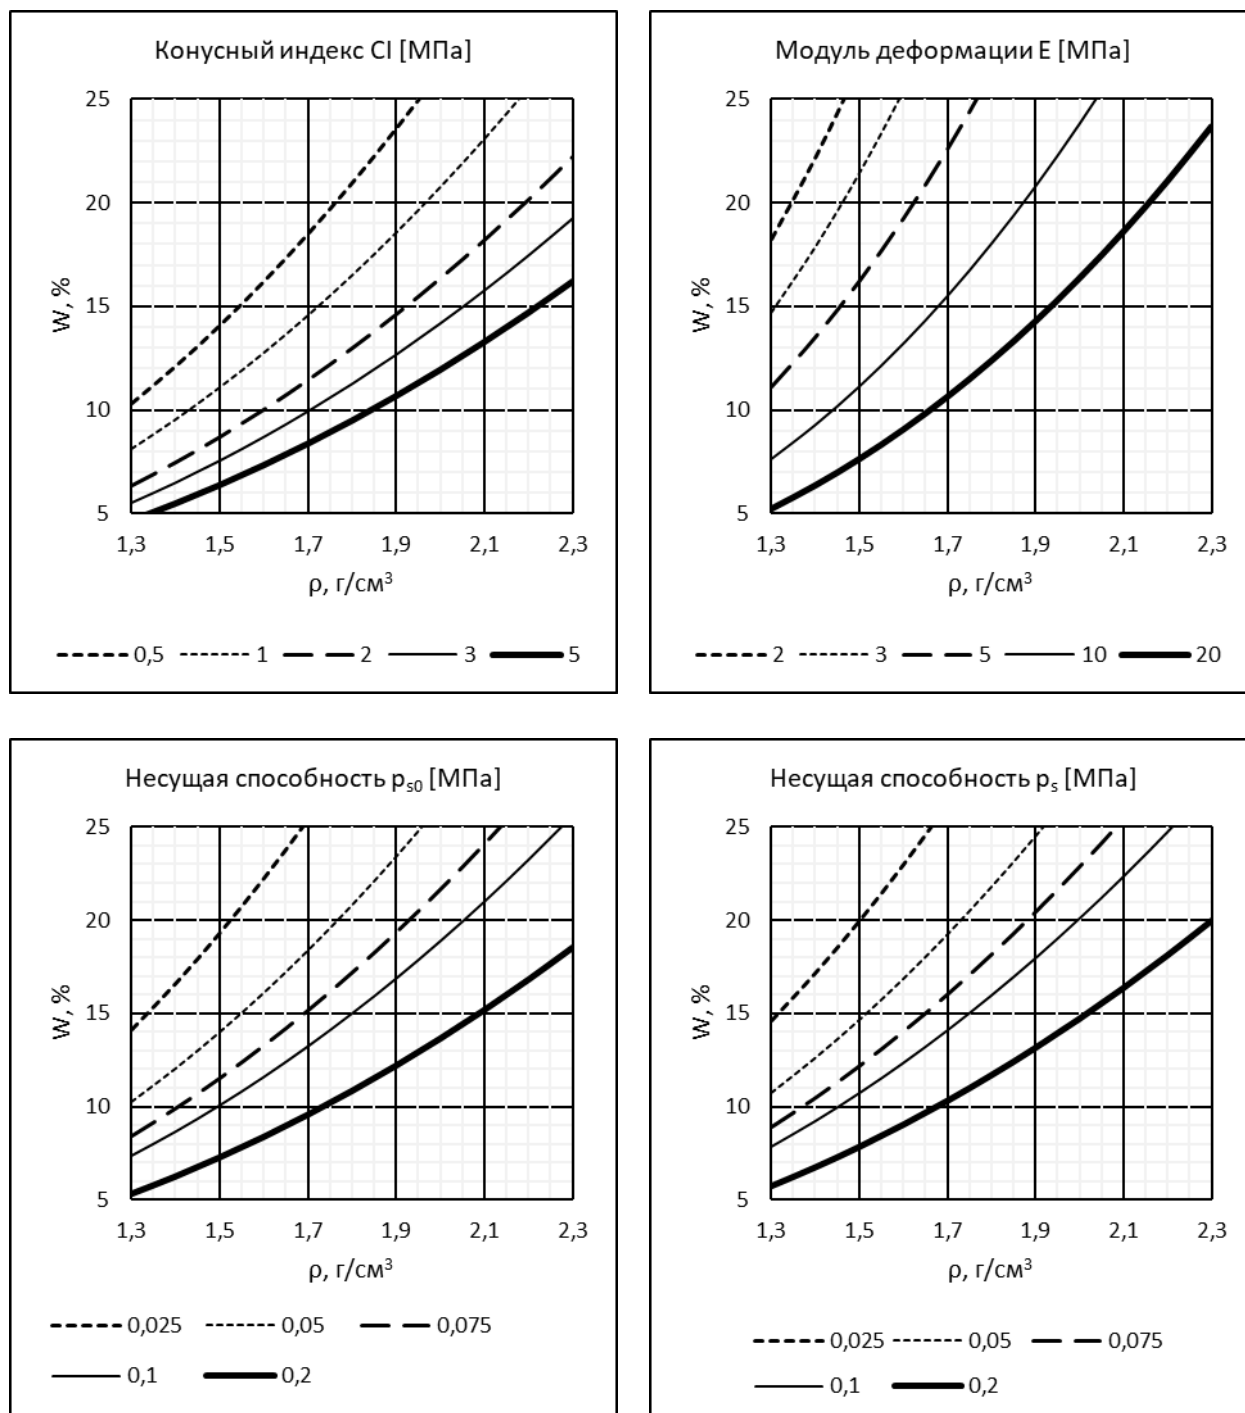 Конусный индекс CI [МПа]
25
20
15
10
5
W, %
1,3 1,5 1,7 1,9 2,1 2,3
ρ, г/см³
0,5 1 2 3 5
Модуль деформации E [МПа]
25
20
15
10
5
W, %
1,3 1,5 1,7 1,9 2,1 2,3
ρ, г/см³
2 3 5 10 20
Несущая способность pₛ₀ [МПа]
25
20
15
10
5
W, %
1,3 1,5 1,7 1,9 2,1 2,3
ρ, г/см³
0,025 0,05 0,075
0,1 0,2
Несущая способность pₛ [МПа]
25
20
15
10
5
W, %
1,3 1,5 1,7 1,9 2,1 2,3
ρ, г/см³
0,025 0,05 0,075
0,1 0,2